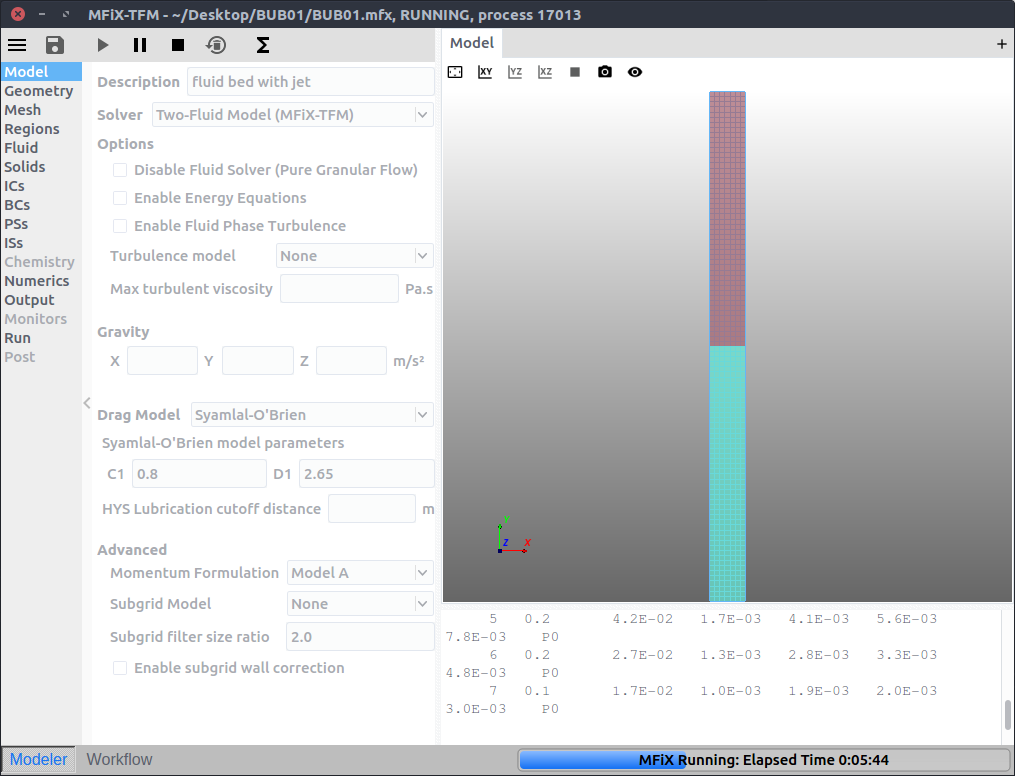 MFiX-TFM - ~/Desktop/BUB01/BUB01.mfx, RUNNING, process 17013
Model
+
Model
Geometry
Mesh
Regions
Fluid
Solids
ICs
BCs
PSs
ISs
Chemistry
Numerics
Output
Monitors
Run
Post
Description fluid bed with jet
Solver Two-Fluid Model (MFiX-TFM)
Options
Disable Fluid Solver (Pure Granular Flow)
Enable Energy Equations
Enable Fluid Phase Turbulence
Turbulence model None
Max turbulent viscosity Pa.s
Gravity
X Y Z m/s²
Drag Model Syamlal-O'Brien
Syamlal-O'Brien model parameters
C1 0.8 D1 2.65
HYS Lubrication cutoff distance m
Advanced
Momentum Formulation Model A
Subgrid Model None
Subgrid filter size ratio 2.0
Enable subgrid wall correction
XY YZ XZ
Y
Z X
5 0.2 4.2E-02 1.7E-03 4.1E-03 5.6E-03
7.8E-03 P0
6 0.2 2.7E-02 1.3E-03 2.8E-03 3.3E-03
4.8E-03 P0
7 0.1 1.7E-02 1.0E-03 1.9E-03 2.0E-03
3.0E-03 P0
Modeler Workflow
MFiX Running: Elapsed Time 0:05:44